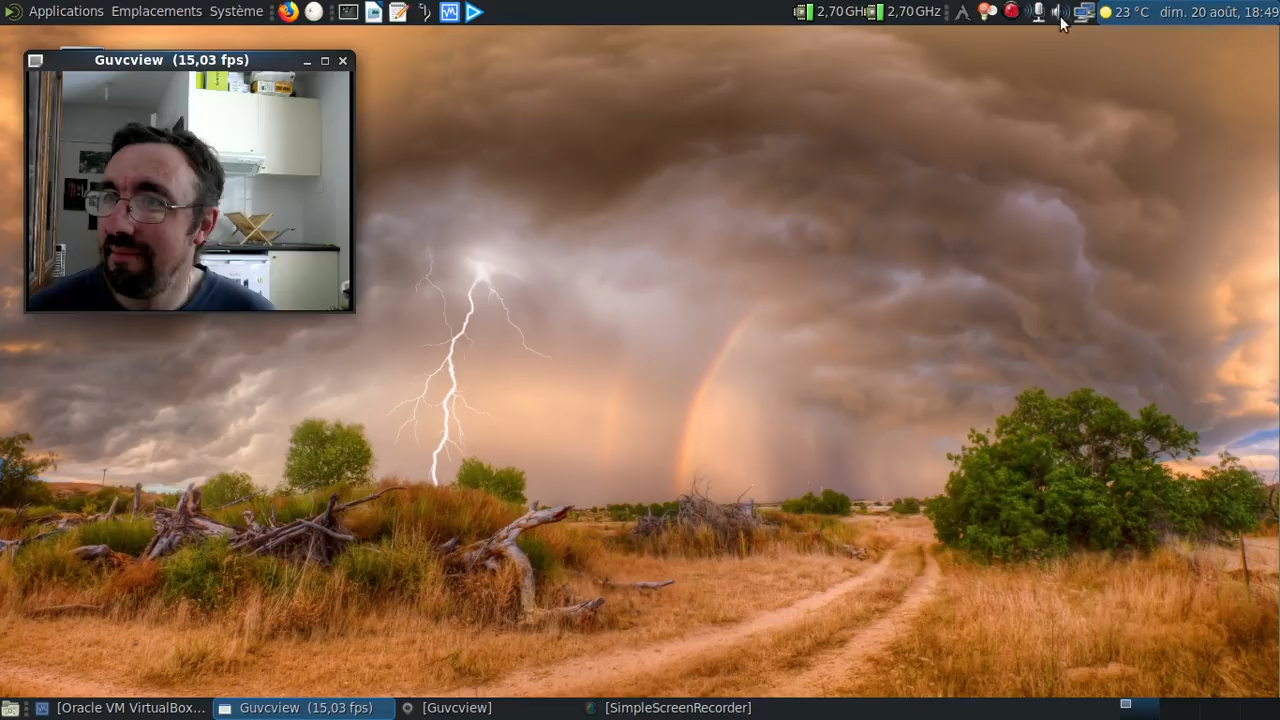 Applications Emplacements Système 2,70 GH 2,70 GHz 23 °C dim. 20 août, 18:49
Guvcview (15,03 fps)
[Oracle VM VirtualBox... Guvcview (15,03 fps) [Guvcview] [SimpleScreenRecorder]